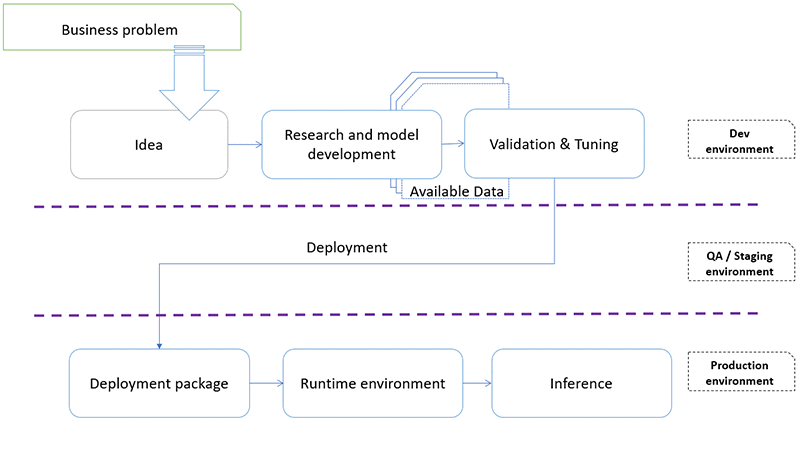 Business problem
Idea
Research and model
development
Validation & Tuning
Available Data
Dev
environment
Deployment
QA / Staging
environment
Deployment package
Runtime environment
Inference
Production
environment